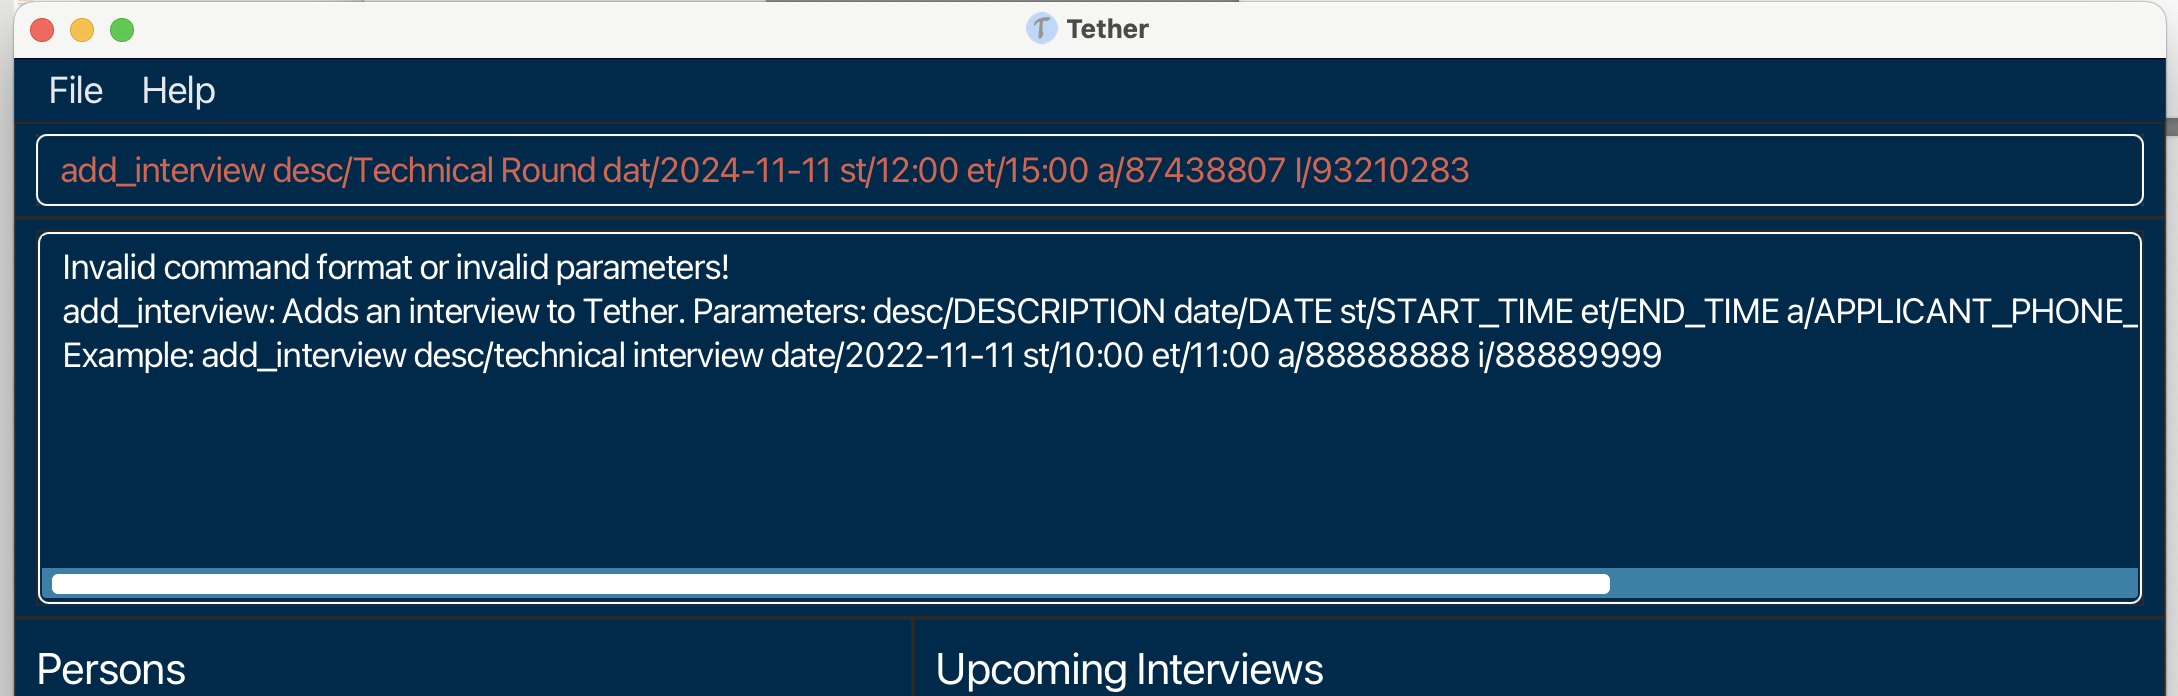 Tether
File Help
add_interview desc/Technical Round dat/2024-11-11 st/12:00 et/15:00 a/87438807 I/93210283
Invalid command format or invalid parameters!
add_interview: Adds an interview to Tether. Parameters: desc/DESCRIPTION date/DATE st/START_TIME et/END_TIME a/APPLICANT_PHONE_
Example: add_interview desc/technical interview date/2022-11-11 st/10:00 et/11:00 a/88888888 i/88889999
Persons
Upcoming Interviews